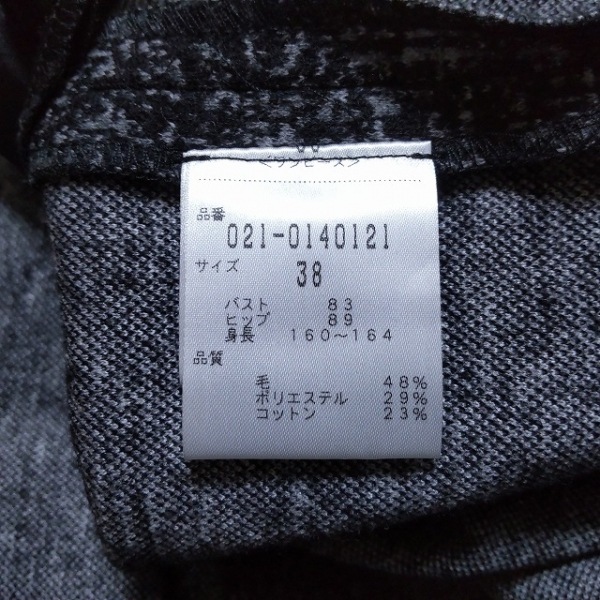 品番
021-0140121
サイズ
38
バスト 83
ヒップ 89
身長 160〜164
品質
毛 48%
ポリエステル 29%
コットン 23%